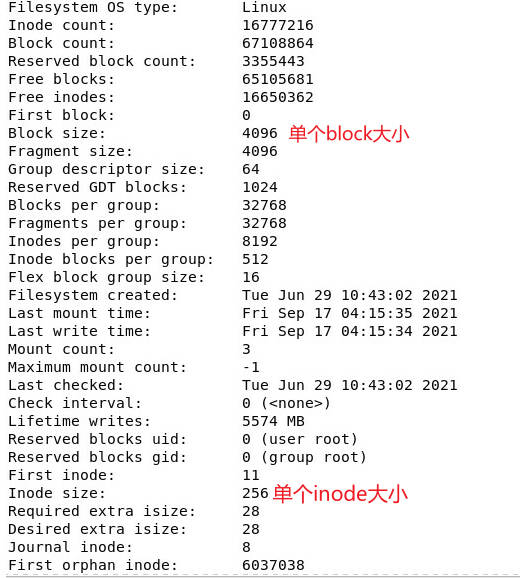 Filesystem OS type: Linux
Inode count: 16777216
Block count: 67108864
Reserved block count: 3355443
Free blocks: 65105681
Free inodes: 16650362
First block: 0
Block size: 4096 单个block大小
Fragment size: 4096
Group descriptor size: 64
Reserved GDT blocks: 1024
Blocks per group: 32768
Fragments per group: 32768
Inodes per group: 8192
Inode blocks per group: 512
Flex block group size: 16
Filesystem created: Tue Jun 29 10:43:02 2021
Last mount time: Fri Sep 17 04:15:35 2021
Last write time: Fri Sep 17 04:15:34 2021
Mount count: 3
Maximum mount count: -1
Last checked: Tue Jun 29 10:43:02 2021
Check interval: 0 (<none>)
Lifetime writes: 5574 MB
Reserved blocks uid: 0 (user root)
Reserved blocks gid: 0 (group root)
First inode: 11
Inode size: 256 单个inode大小
Required extra isize: 28
Desired extra isize: 28
Journal inode: 8
First orphan inode: 6037038